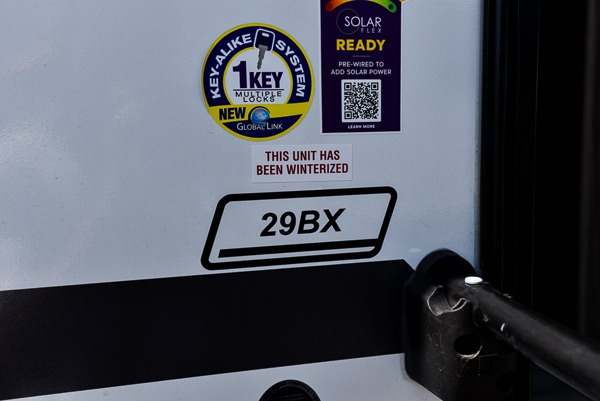 KEY-ALIKE SYSTEM
1KEY
MULTIPLE
LOCKS
NEW
GLOBAL LINK
SOLAR
FLEX
READY
PRE-WIRED TO
ADD SOLAR POWER
LEARN MORE
THIS UNIT HAS
BEEN WINTERIZED
29BX